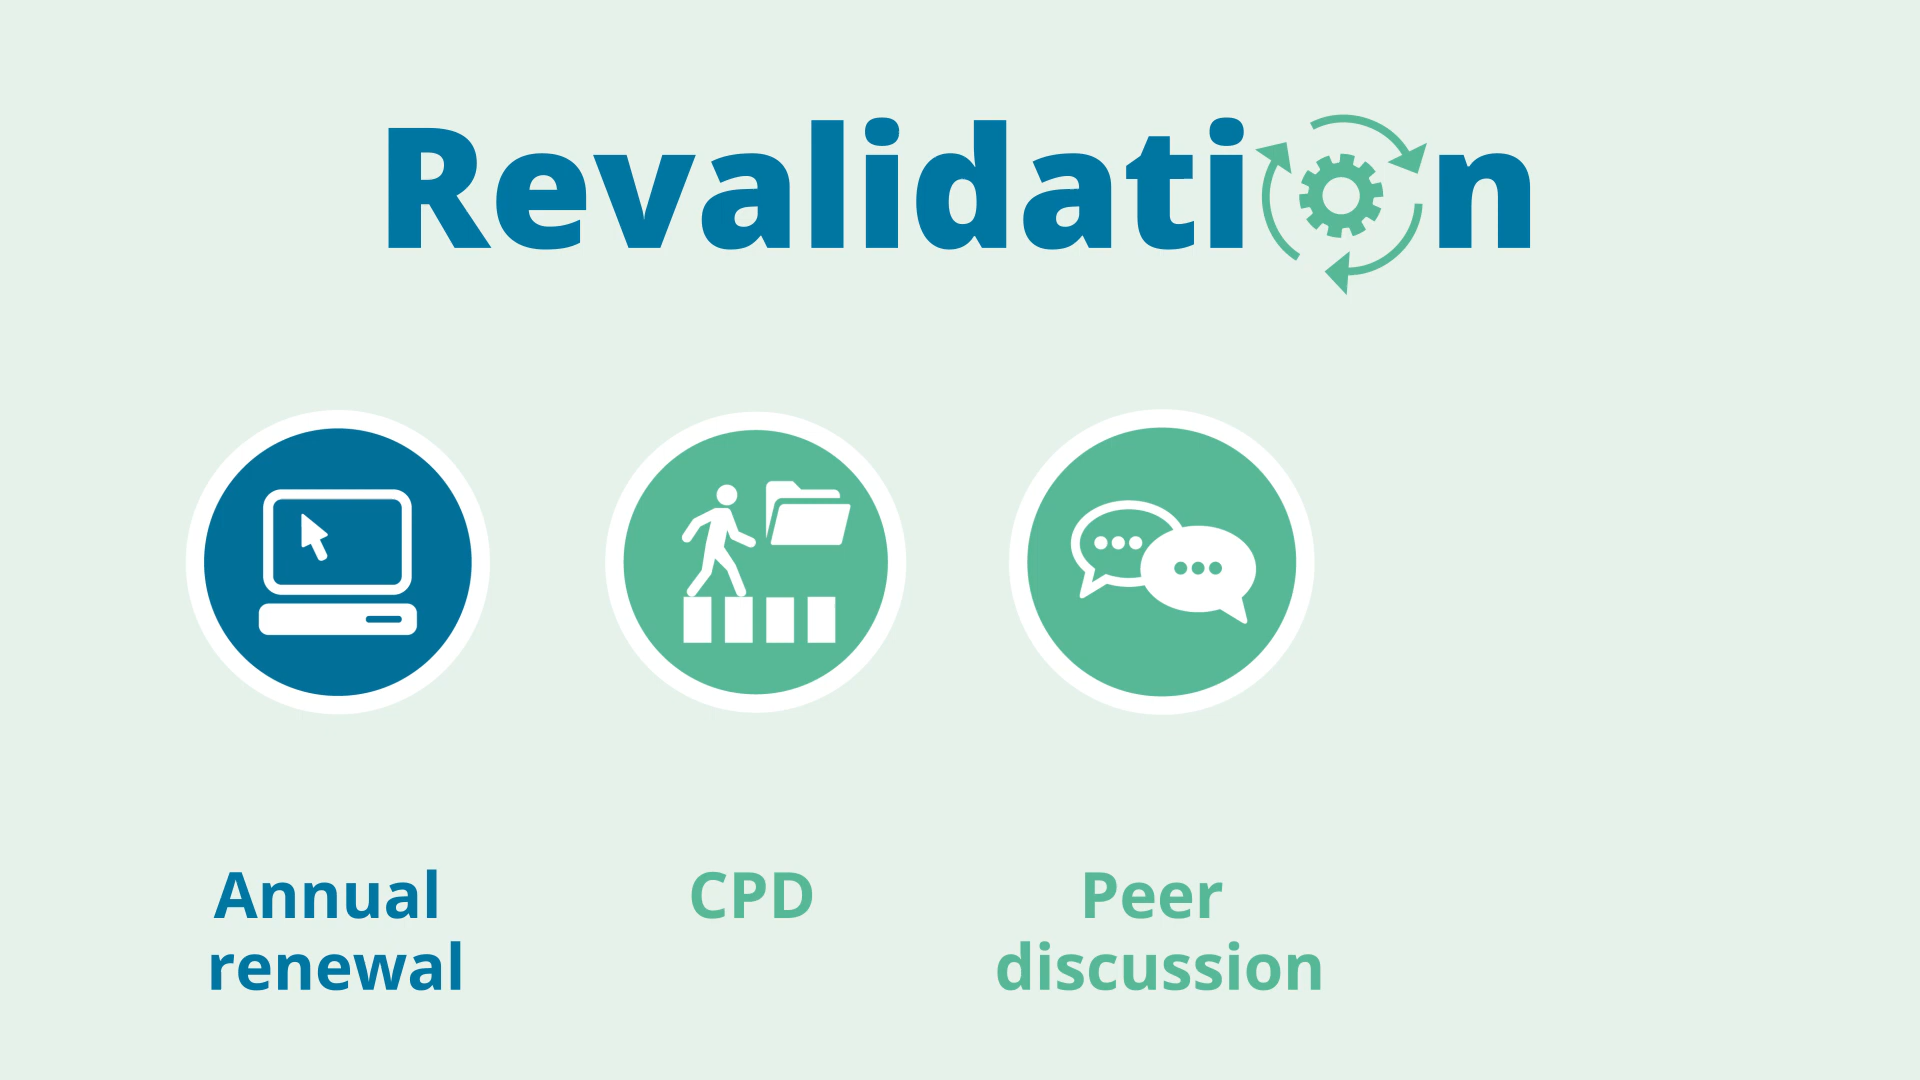 Revalidation
Annual
renewal
CPD
Peer
discussion